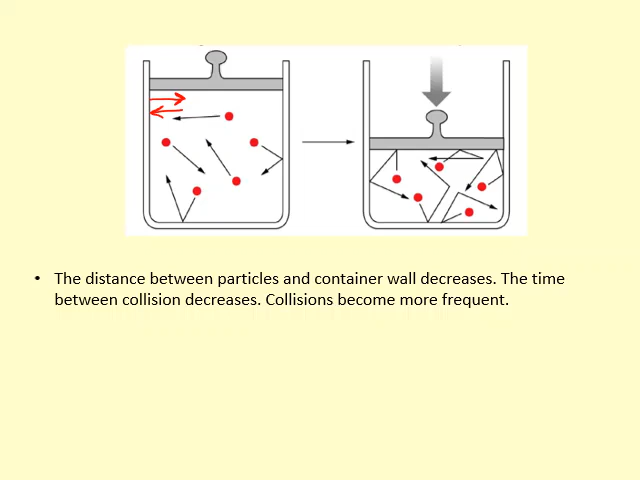 • The distance between particles and container wall decreases. The time
between collision decreases. Collisions become more frequent.